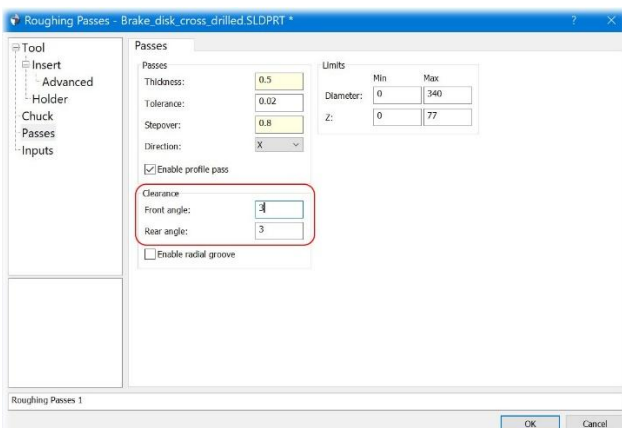 Roughing Passes - Brake_disk_cross_drilled.SLDPRT *
? ×
Tool
Insert
Advanced
Holder
Chuck
Passes
Inputs
Passes
Passes
Thickness: 0.5
Tolerance: 0.02
Stepover: 0.8
Direction: X
Enable profile pass
Clearance
Front angle: 3
Rear angle: 3
Enable radial groove
Limits
Min Max
Diameter: 0 340
Z: 0 77
Roughing Passes 1
OK Cancel